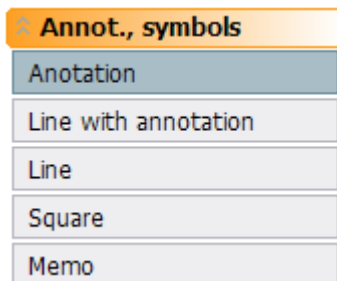 Annot., symbols
Anotation
Line with annotation
Line
Square
Memo